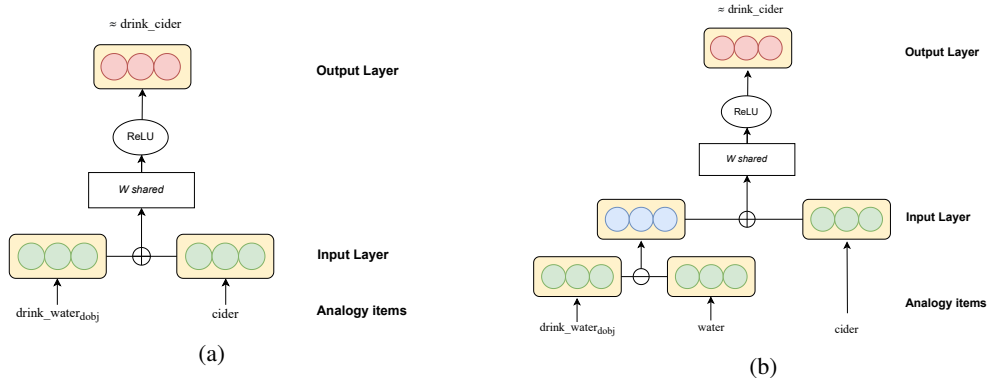 ≈ drink_cider
Output Layer
ReLU
W shared
Input Layer
drink_water_dobj
cider
Analogy items
(a)
≈ drink_cider
Output Layer
ReLU
W shared
Input Layer
Analogy items
drink_water_dobj
water
cider
(b)